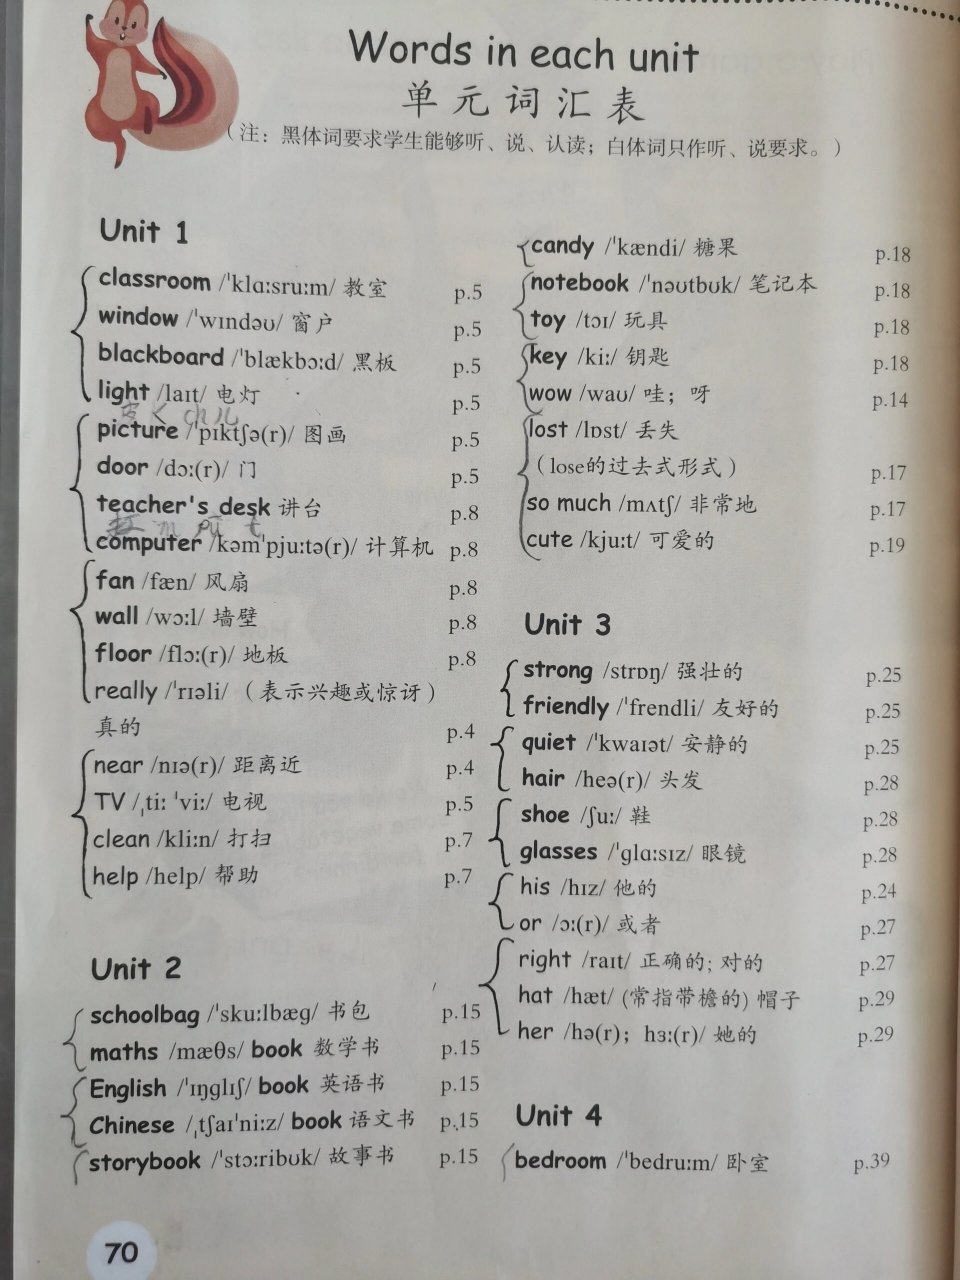 Words in each unit
单元词汇表
（注：黑体词要求学生能够听、说、认读；白体词只作听、说要求。）
Unit 1
classroom /ˈklɑːsruːm/ 教室 p.5
window /ˈwɪndəʊ/ 窗户 p.5
blackboard /ˈblækbɔːd/ 黑板 p.5
light /laɪt/ 电灯 p.5
picture /ˈpɪktʃə(r)/ 图画 p.5
door /dɔː(r)/ 门 p.5
teacher's desk 讲台 p.8
computer /kəmˈpjuːtə(r)/ 计算机 p.8
fan /fæn/ 风扇 p.8
wall /wɔːl/ 墙壁 p.8
floor /flɔː(r)/ 地板 p.8
really /ˈrɪəli/ （表示兴趣或惊讶）
真的 p.4
near /nɪə(r)/ 距离近 p.4
TV /ˌtiː ˈviː/ 电视 p.5
clean /kliːn/ 打扫 p.7
help /help/ 帮助 p.7
Unit 2
schoolbag /ˈskuːlbæɡ/ 书包 p.15
maths /mæθs/ book 数学书 p.15
English /ˈɪŋɡlɪʃ/ book 英语书 p.15
Chinese /ˌtʃaɪˈniːz/ book 语文书 p.15
storybook /ˈstɔːribʊk/ 故事书 p.15
candy /ˈkændi/ 糖果 p.18
notebook /ˈnəʊtbʊk/ 笔记本 p.18
toy /tɔɪ/ 玩具 p.18
key /kiː/ 钥匙 p.18
wow /waʊ/ 哇；呀 p.14
lost /lɒst/ 丢失
（lose的过去式形式） p.17
so much /mʌtʃ/ 非常地 p.17
cute /kjuːt/ 可爱的 p.19
Unit 3
strong /strɒŋ/ 强壮的 p.25
friendly /ˈfrendli/ 友好的 p.25
quiet /ˈkwaɪət/ 安静的 p.25
hair /heə(r)/ 头发 p.28
shoe /ʃuː/ 鞋 p.28
glasses /ˈɡlɑːsɪz/ 眼镜 p.28
his /hɪz/ 他的 p.24
or /ɔː(r)/ 或者 p.27
right /raɪt/ 正确的; 对的 p.27
hat /hæt/ (常指带檐的) 帽子 p.29
her /hə(r)；hɜː(r)/ 她的 p.29
Unit 4
bedroom /ˈbedruːm/ 卧室 p.39
70